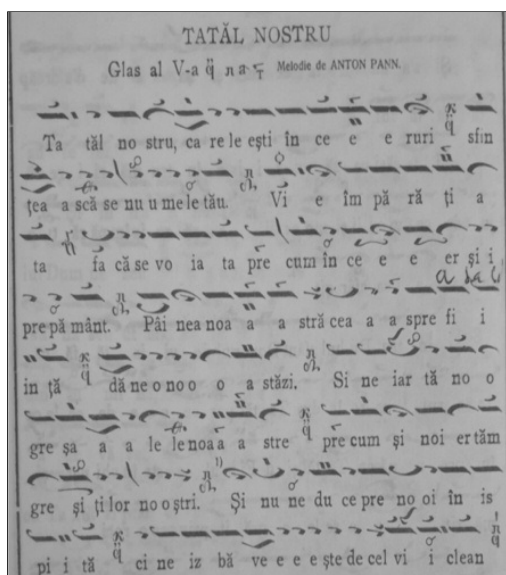 TATĂL NOSTRU
Glas al V-a Melodie de ANTON PANN.
Ta tăl no stru, ca re le ești în ce e e ruri sfin
țea a scă se nu u me le tău. Vi e îm pă ră ți a
ta fa că se vo ia ta pre cum în ce e e er și i
pre pă mânt. Pâi nea noa a a stră cea a a spre fi i
in ță dă ne o no o o a stăzi. Si ne iar tă no o
gre șa a a le le noa a a stre pre cum și noi er tăm
gre și ți lor no o ștri. Și nu ne du ce pre no oi în is
pi i tă ci ne iz bă ve e e ește de cel vi i clean